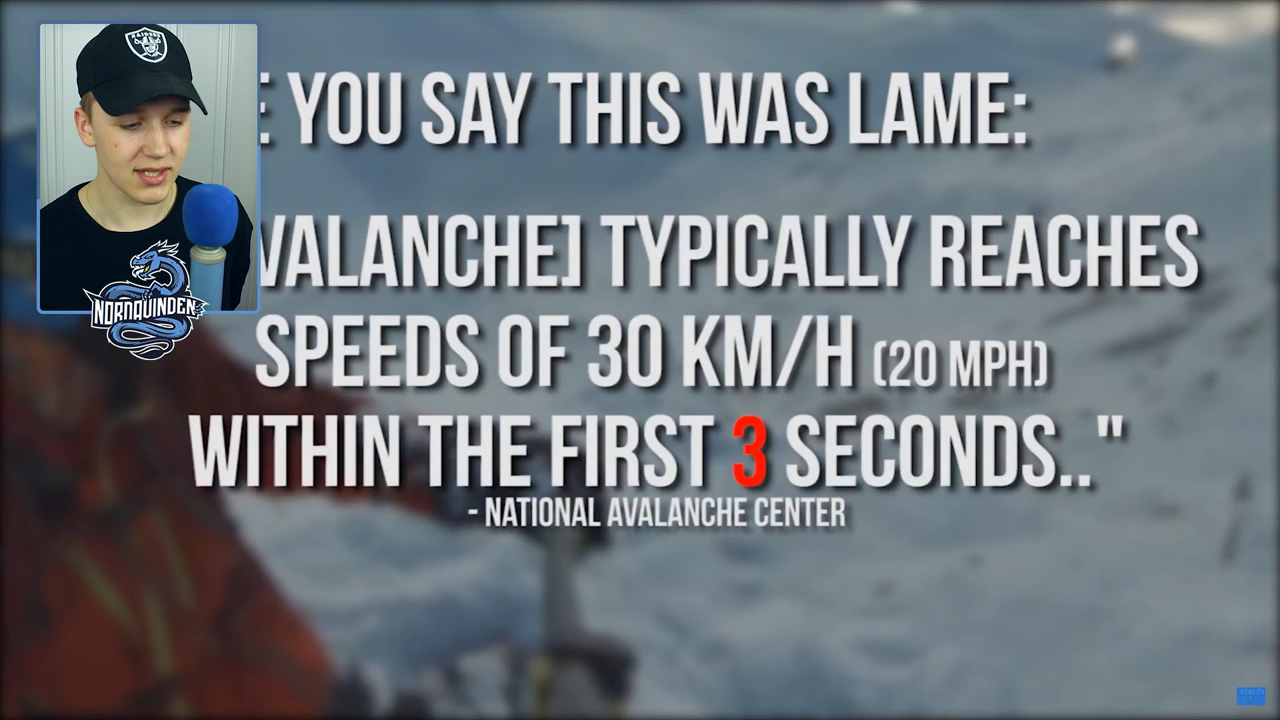 RAIDERS
E YOU SAY THIS WAS LAME:
VALANCHE] TYPICALLY REACHES
NORDAVINDEN
SPEEDS OF 30 KM/H (20 MPH)
WITHIN THE FIRST 3 SECONDS.."
- NATIONAL AVALANCHE CENTER